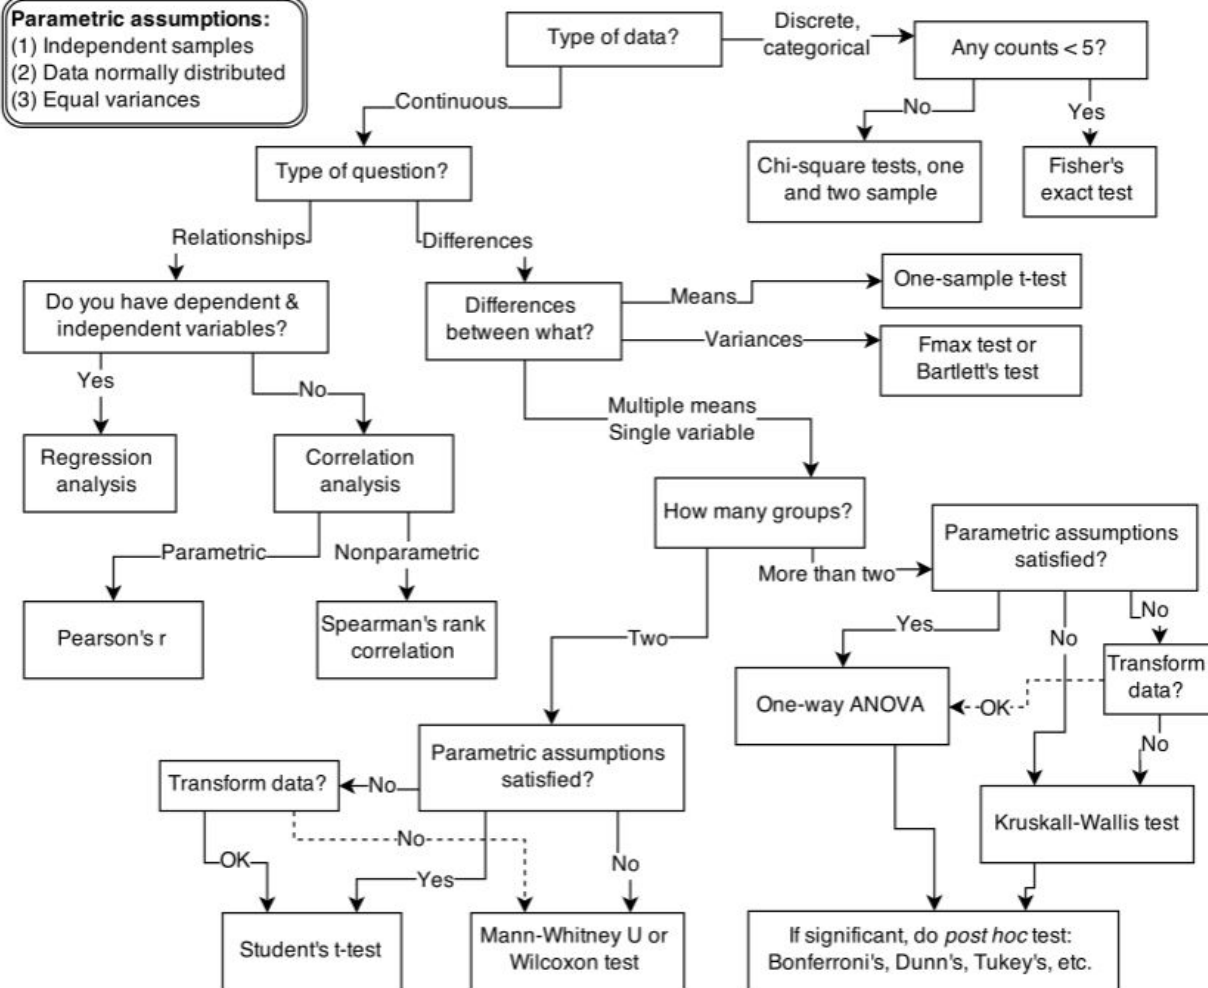 Parametric assumptions:
(1) Independent samples
(2) Data normally distributed
(3) Equal variances
Type of data?
Discrete,
categorical
Any counts < 5?
Continuous
No
Yes
Type of question?
Chi-square tests, one
and two sample
Fisher's
exact test
Relationships
Differences
Do you have dependent &
independent variables?
Differences
between what?
Means
One-sample t-test
Variances
Fmax test or
Bartlett's test
Yes
No
Multiple means
Single variable
Regression
analysis
Correlation
analysis
How many groups?
Parametric assumptions
satisfied?
Parametric
Nonparametric
More than two
Pearson's r
Spearman's rank
correlation
Two
Yes
No
No
Transform
data?
One-way ANOVA
OK
No
Parametric assumptions
satisfied?
Transform data?
No
Kruskall-Wallis test
No
OK
Yes
No
Student's t-test
Mann-Whitney U or
Wilcoxon test
If significant, do post hoc test:
Bonferroni's, Dunn's, Tukey's, etc.